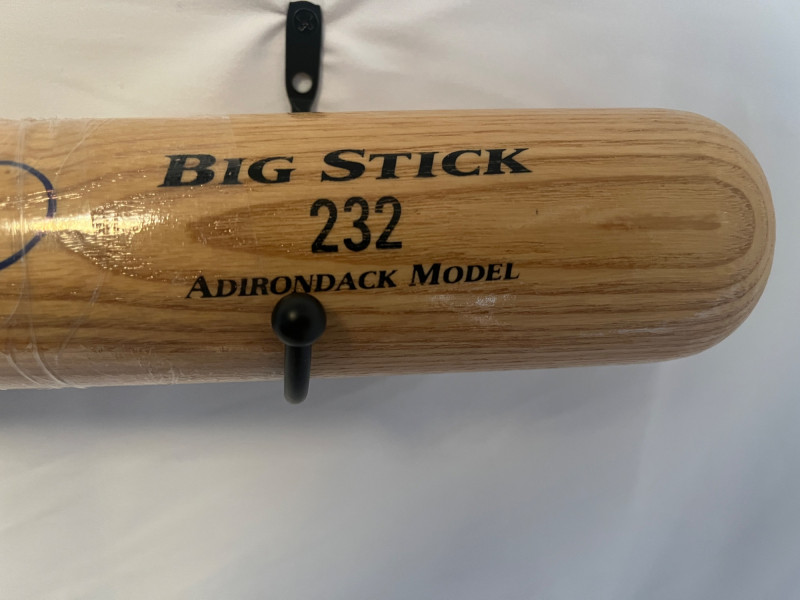 BIG STICK
232
ADIRONDACK MODEL